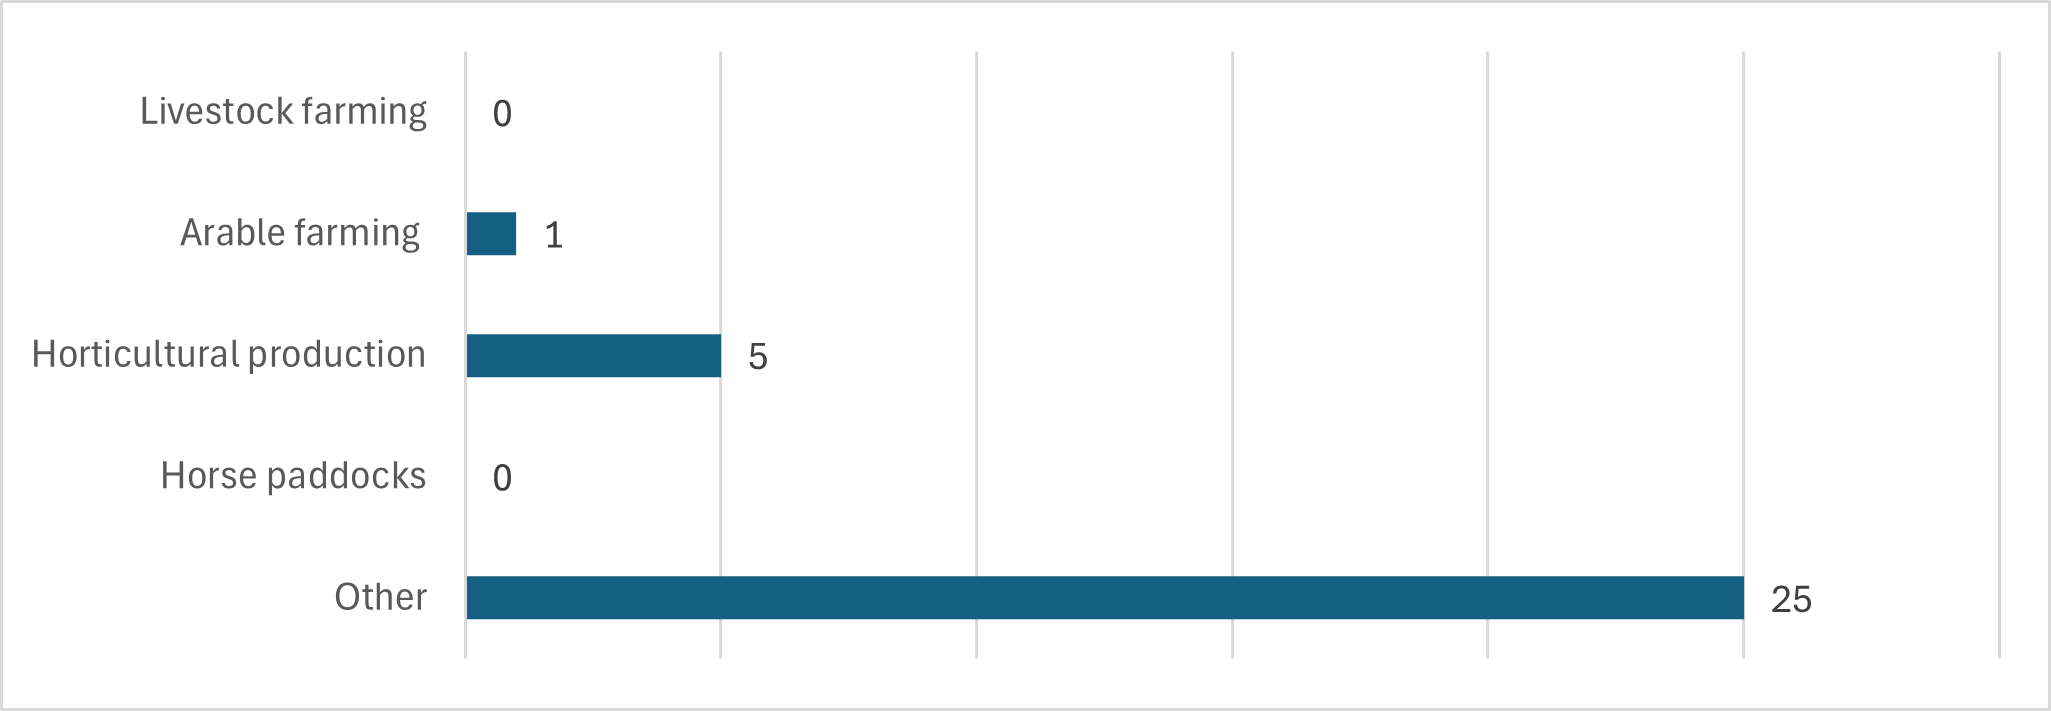 Livestock farming 0
Arable farming 1
Horticultural production 5
Horse paddocks 0
Other 25